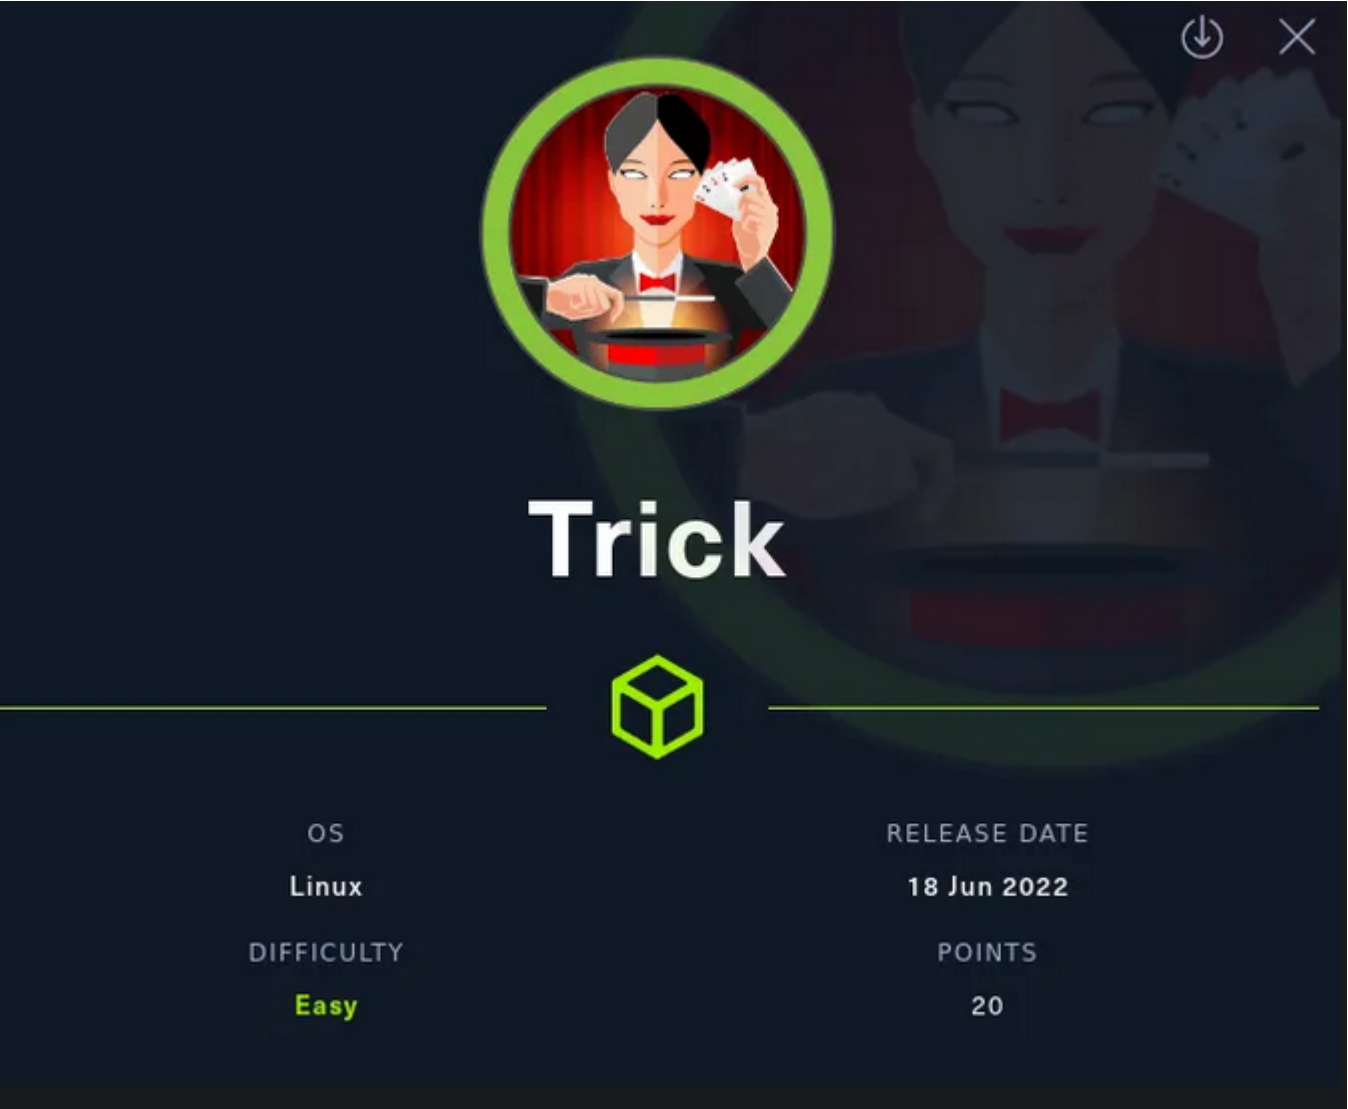 Trick
OS
Linux
RELEASE DATE
18 Jun 2022
DIFFICULTY
Easy
POINTS
20